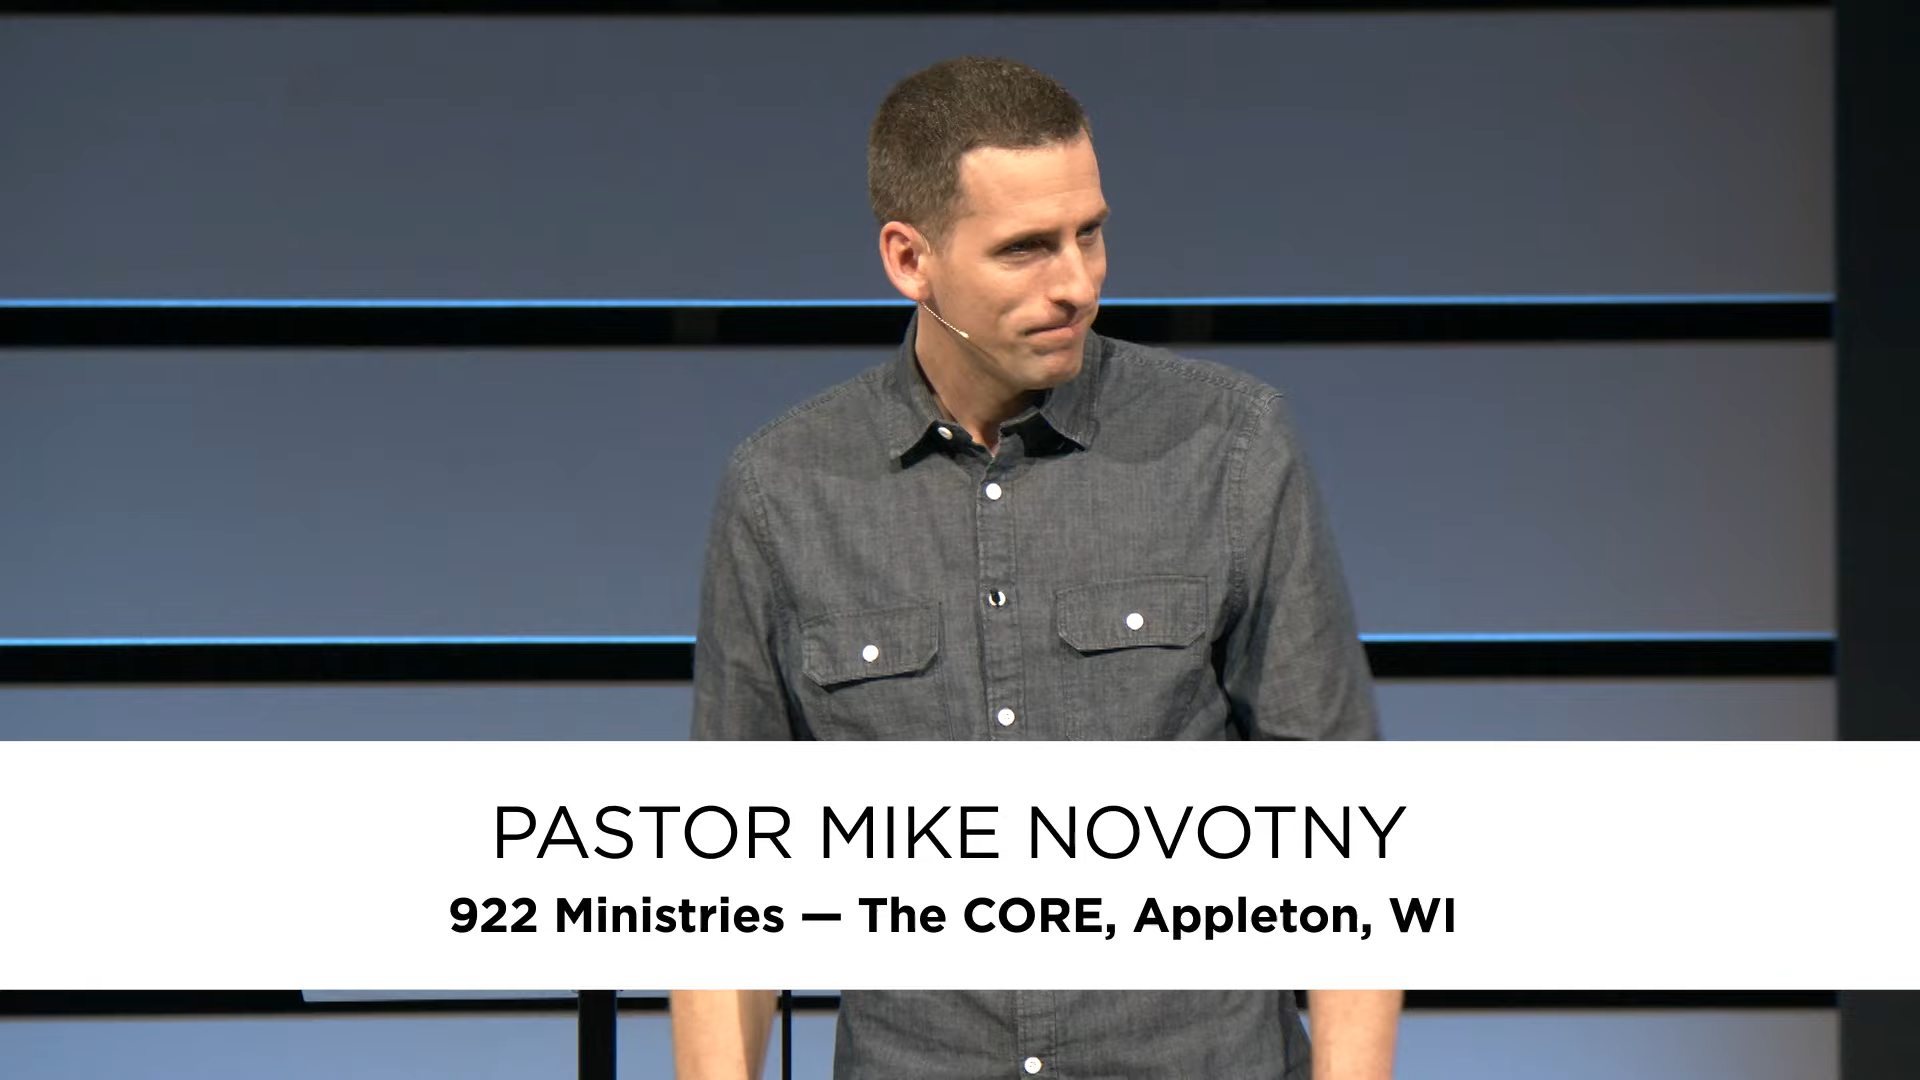 PASTOR MIKE NOVOTNY
922 Ministries — The CORE, Appleton, WI